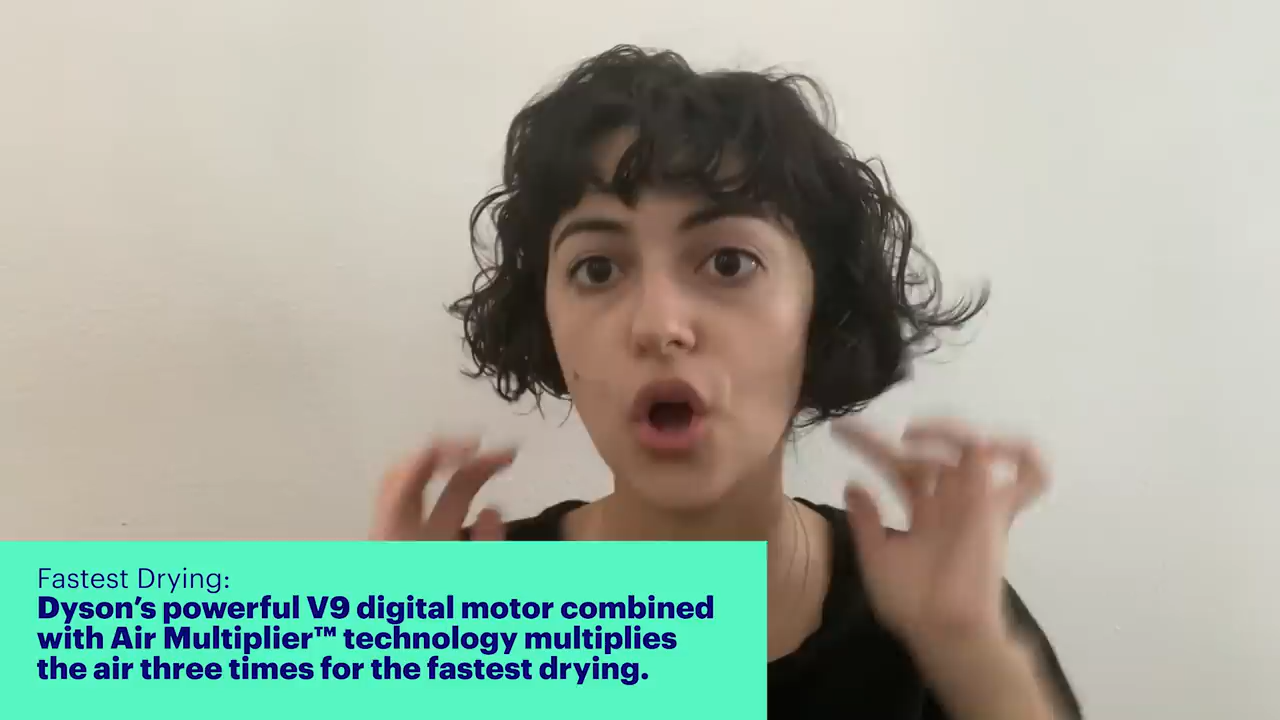 Fastest Drying:
Dyson’s powerful V9 digital motor combined
with Air Multiplier™ technology multiplies
the air three times for the fastest drying.